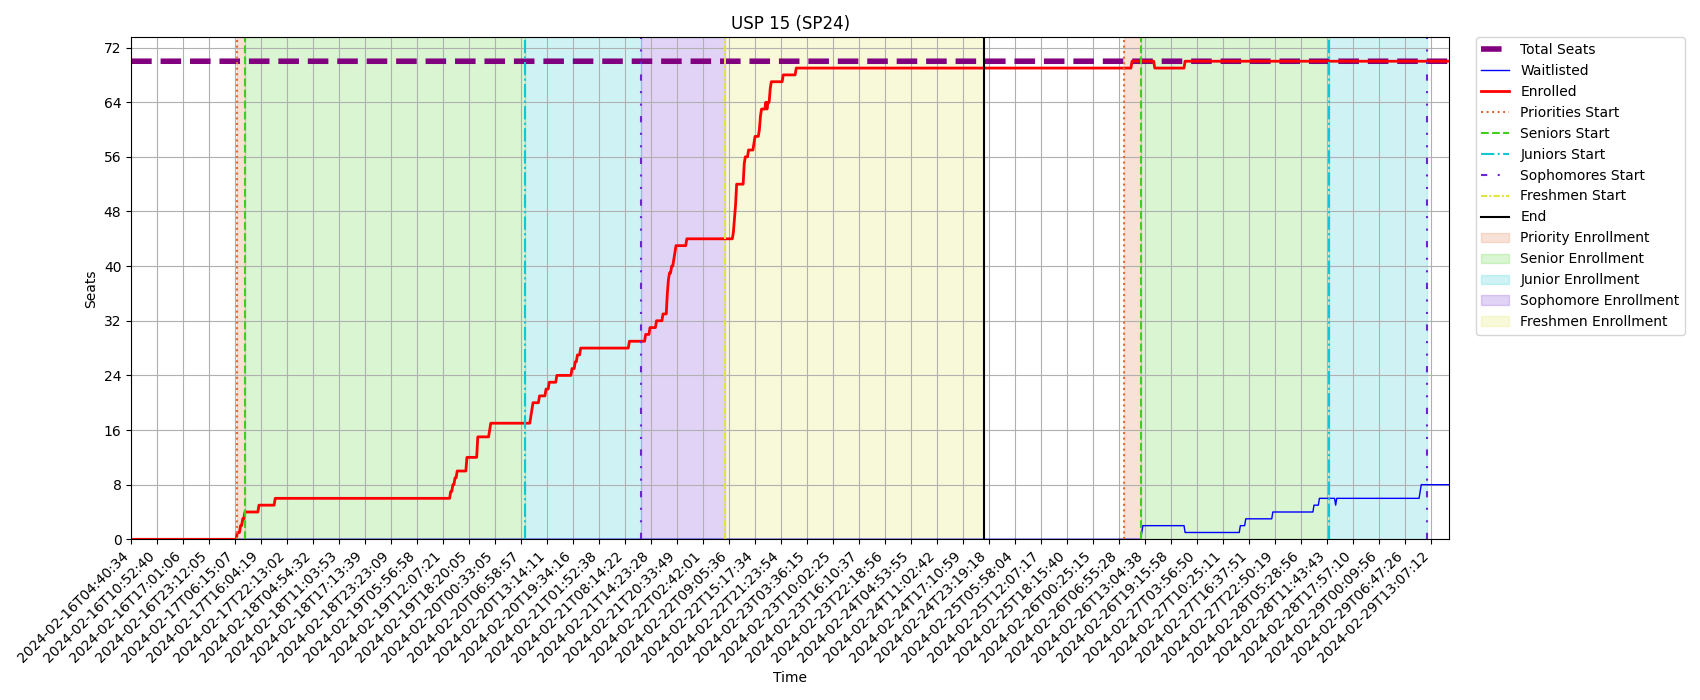 USP 15 (SP24)
72
64
56
48
40
32
24
16
8
0
Seats
2024-02-16T04:40:34
2024-02-16T10:52:40
2024-02-16T17:01:06
2024-02-16T23:12:05
2024-02-17T06:15:07
2024-02-17T16:04:19
2024-02-17T22:13:02
2024-02-18T04:54:32
2024-02-18T11:03:53
2024-02-18T17:13:39
2024-02-18T23:23:09
2024-02-19T05:56:58
2024-02-19T12:07:21
2024-02-19T18:20:05
2024-02-20T00:33:05
2024-02-20T06:58:57
2024-02-20T13:14:11
2024-02-20T19:34:16
2024-02-21T01:52:38
2024-02-21T08:14:22
2024-02-21T14:23:28
2024-02-21T20:33:49
2024-02-22T02:42:01
2024-02-22T09:05:36
2024-02-22T15:17:34
2024-02-22T21:23:54
2024-02-23T03:36:15
2024-02-23T10:02:25
2024-02-23T16:10:37
2024-02-23T22:18:56
2024-02-24T04:53:55
2024-02-24T11:02:42
2024-02-24T17:10:59
2024-02-24T23:19:18
2024-02-25T05:58:04
2024-02-25T12:07:17
2024-02-25T18:15:40
2024-02-26T00:25:15
2024-02-26T06:55:28
2024-02-26T13:04:38
2024-02-26T19:15:58
2024-02-27T03:56:50
2024-02-27T10:25:11
2024-02-27T16:37:51
2024-02-27T22:50:19
2024-02-28T05:28:56
2024-02-28T11:43:43
2024-02-28T17:57:10
2024-02-29T00:09:56
2024-02-29T06:47:26
2024-02-29T13:07:12
Time
Total Seats
Waitlisted
Enrolled
Priorities Start
Seniors Start
Juniors Start
Sophomores Start
Freshmen Start
End
Priority Enrollment
Senior Enrollment
Junior Enrollment
Sophomore Enrollment
Freshmen Enrollment